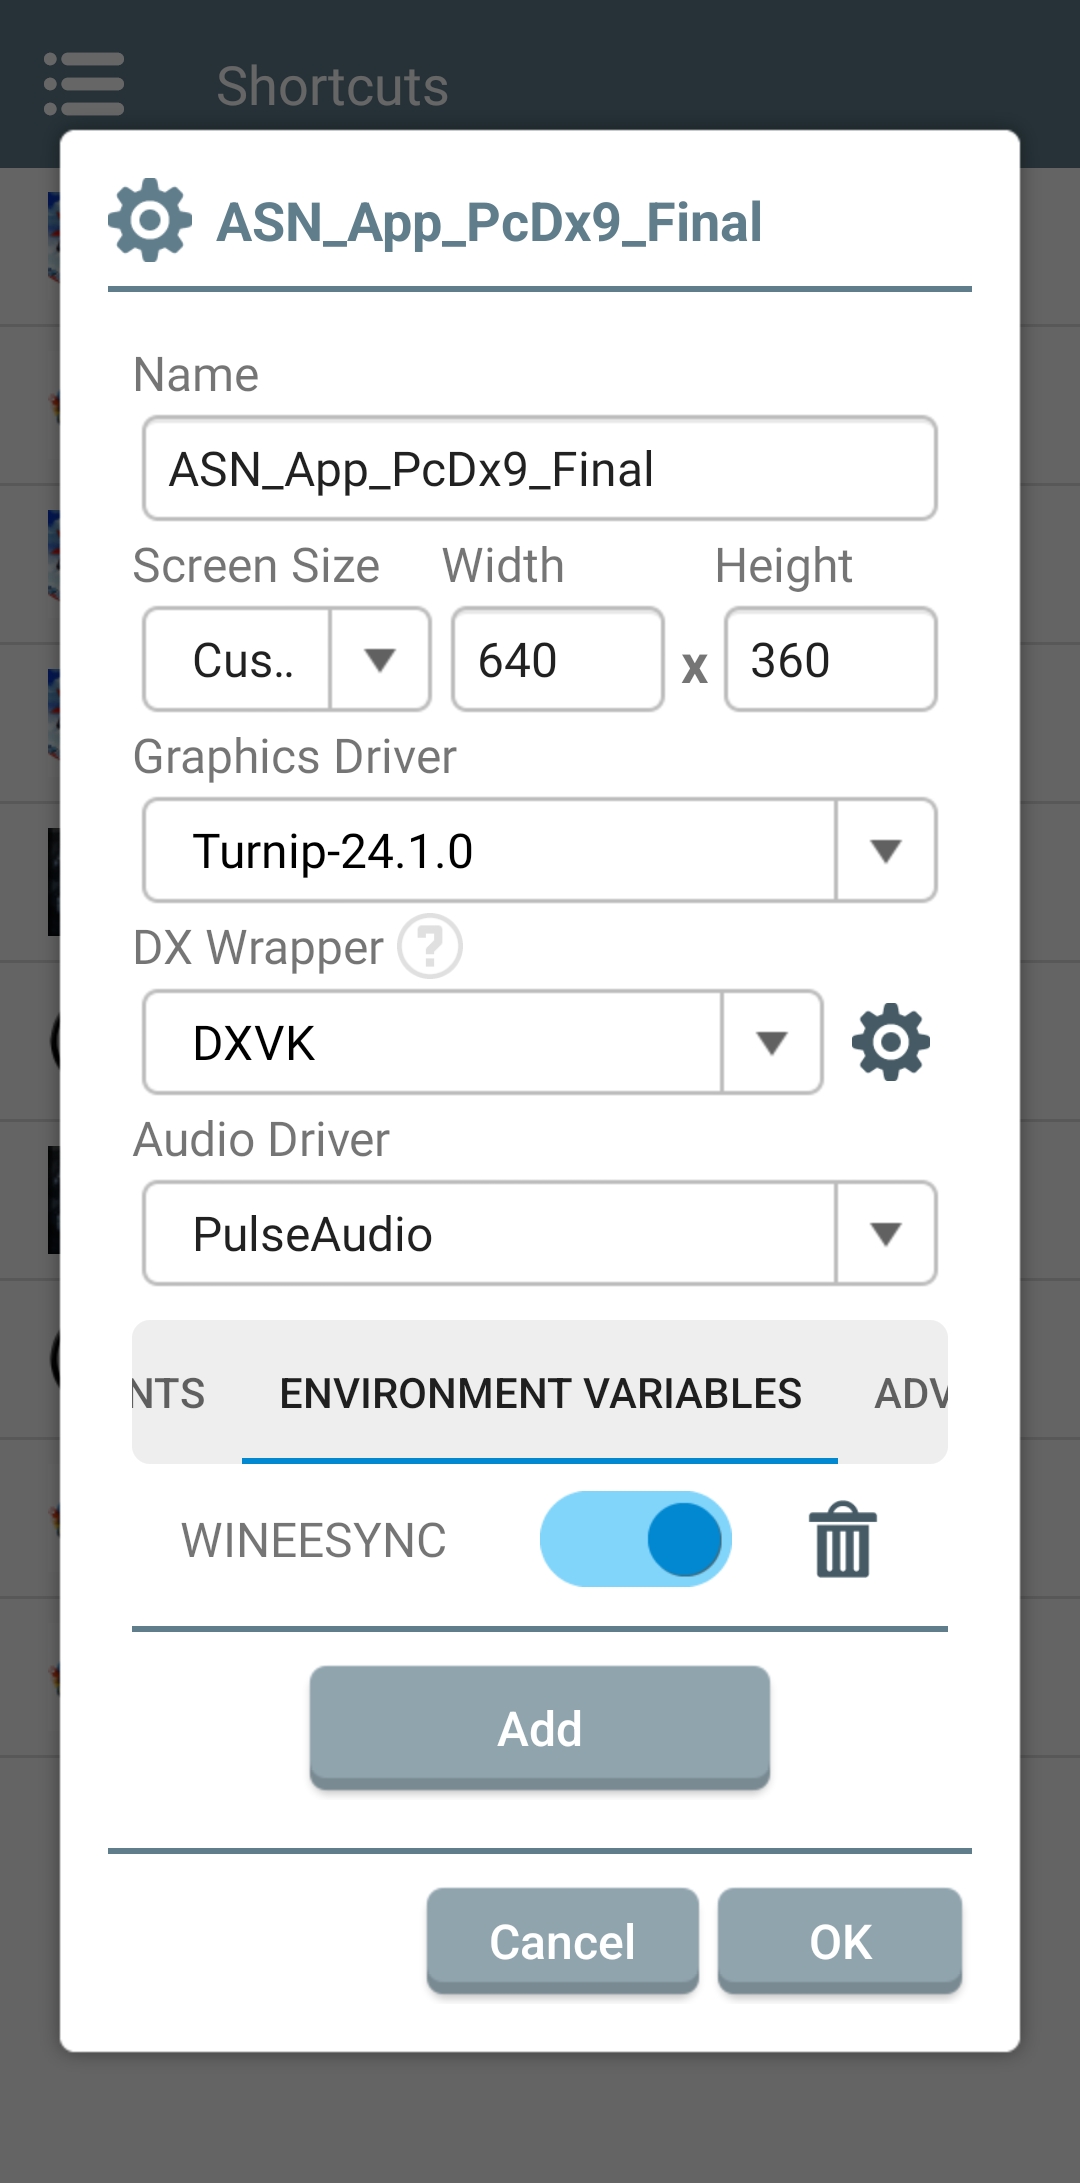 Shortcuts
ASN_App_PcDx9_Final
Name
ASN_App_PcDx9_Final
Screen Size Width Height
Cus.. 640 x 360
Graphics Driver
Turnip-24.1.0
DX Wrapper ?
DXVK
Audio Driver
PulseAudio
NTS ENVIRONMENT VARIABLES ADV
WINEESYNC
Add
Cancel OK